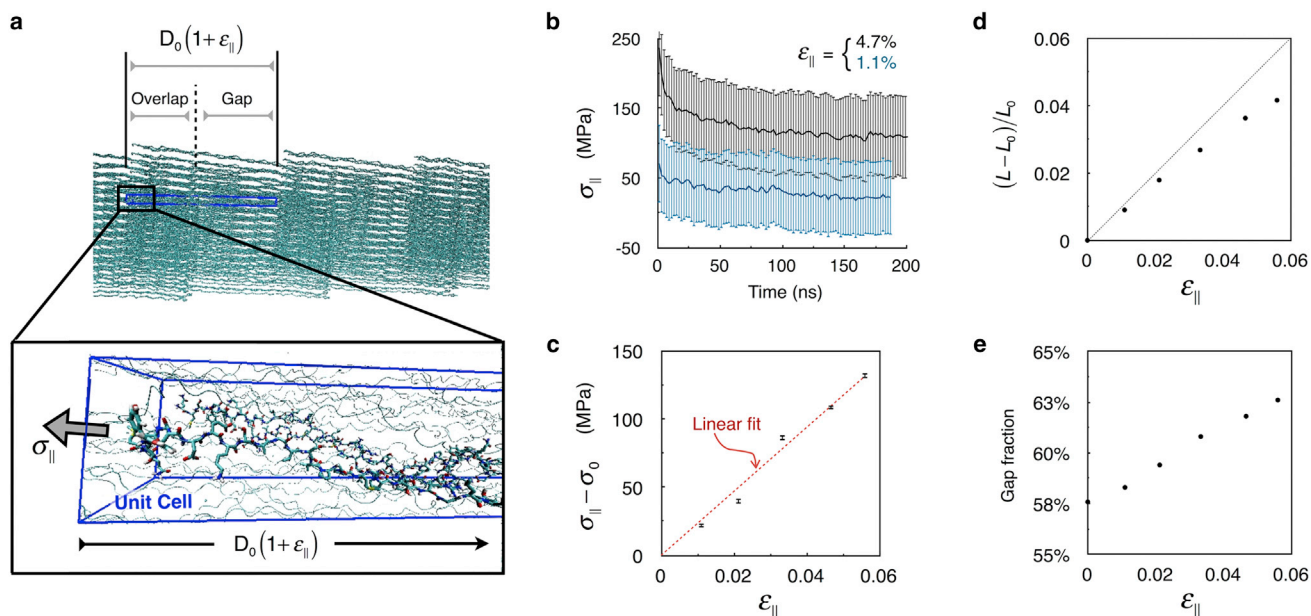 a
D₀(1+ε||)
Overlap
Gap
σ||
Unit Cell
D₀(1+ε||)
b
250
150
50
-50
σ|| (MPa)
ε|| = { 4.7%
1.1%
0
50
100
150
200
Time (ns)
c
150
100
50
0
σ|| − σ₀ (MPa)
Linear fit
0
0.02
0.04
0.06
ε||
d
0.06
0.04
0.02
0
(L − L₀)/L₀
0
0.02
0.04
0.06
ε||
e
65%
63%
60%
58%
55%
Gap fraction
0
0.02
0.04
0.06
ε||